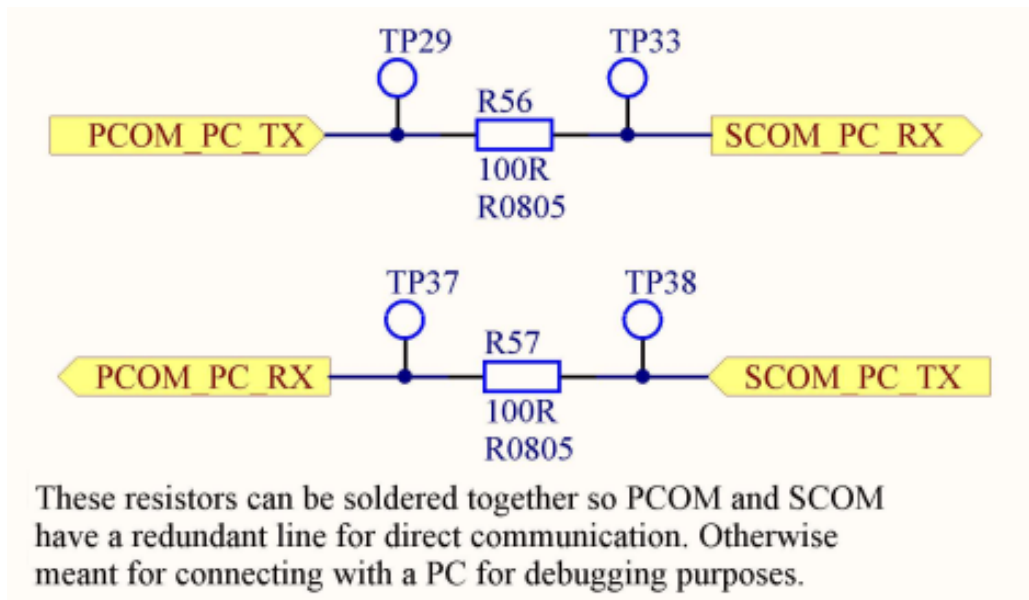 TP29
TP33
R56
PCOM_PC_TX
SCOM_PC_RX
100R
R0805
TP37
TP38
R57
PCOM_PC_RX
SCOM_PC_TX
100R
R0805
These resistors can be soldered together so PCOM and SCOM
have a redundant line for direct communication. Otherwise
meant for connecting with a PC for debugging purposes.